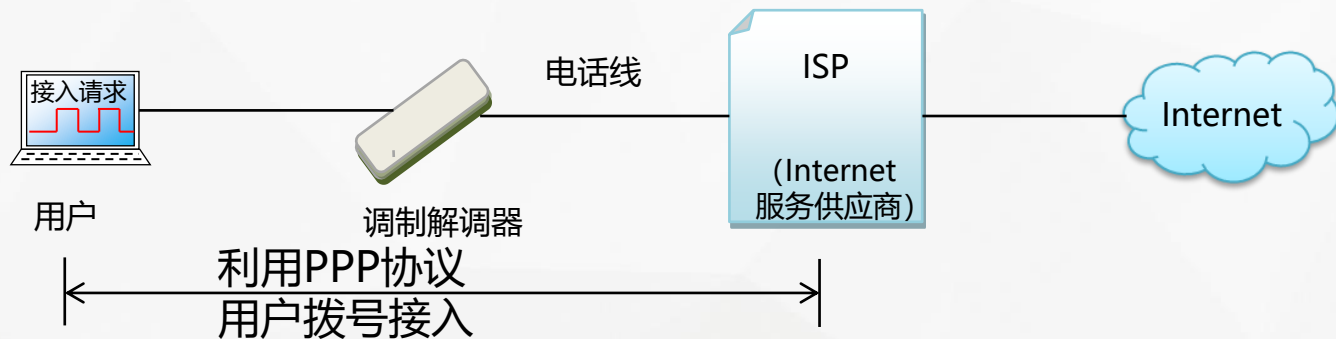 接入请求
用户
调制解调器
电话线
ISP
（Internet
服务供应商）
Internet
利用PPP协议
用户拨号接入